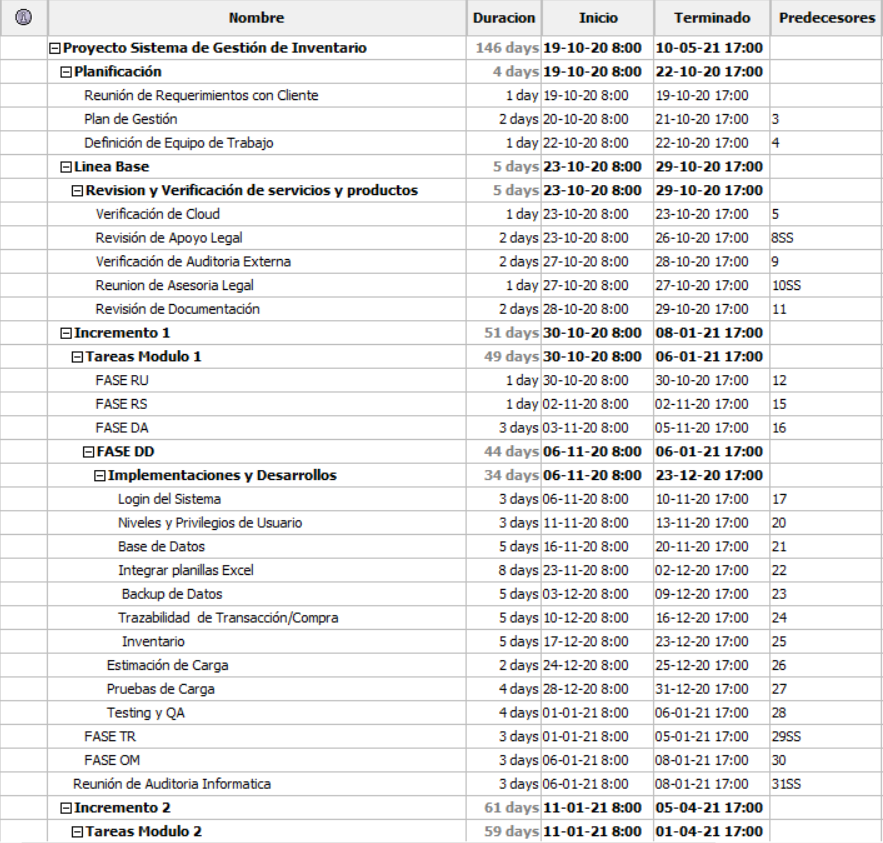 Nombre Duracion Inicio Terminado Predecesores
Proyecto Sistema de Gestión de Inventario 146 days 19-10-20 8:00 10-05-21 17:00
Planificación 4 days 19-10-20 8:00 22-10-20 17:00
Reunión de Requerimientos con Cliente 1 day 19-10-20 8:00 19-10-20 17:00
Plan de Gestión 2 days 20-10-20 8:00 21-10-20 17:00 3
Definición de Equipo de Trabajo 1 day 22-10-20 8:00 22-10-20 17:00 4
Linea Base 5 days 23-10-20 8:00 29-10-20 17:00
Revision y Verificación de servicios y productos 5 days 23-10-20 8:00 29-10-20 17:00
Verificación de Cloud 1 day 23-10-20 8:00 23-10-20 17:00 5
Revisión de Apoyo Legal 2 days 23-10-20 8:00 26-10-20 17:00 8SS
Verificación de Auditoria Externa 2 days 27-10-20 8:00 28-10-20 17:00 9
Reunion de Asesoria Legal 1 day 27-10-20 8:00 27-10-20 17:00 10SS
Revisión de Documentación 2 days 28-10-20 8:00 29-10-20 17:00 11
Incremento 1 51 days 30-10-20 8:00 08-01-21 17:00
Tareas Modulo 1 49 days 30-10-20 8:00 06-01-21 17:00
FASE RU 1 day 30-10-20 8:00 30-10-20 17:00 12
FASE RS 1 day 02-11-20 8:00 02-11-20 17:00 15
FASE DA 3 days 03-11-20 8:00 05-11-20 17:00 16
FASE DD 44 days 06-11-20 8:00 06-01-21 17:00
Implementaciones y Desarrollos 34 days 06-11-20 8:00 23-12-20 17:00
Login del Sistema 3 days 06-11-20 8:00 10-11-20 17:00 17
Niveles y Privilegios de Usuario 3 days 11-11-20 8:00 13-11-20 17:00 20
Base de Datos 5 days 16-11-20 8:00 20-11-20 17:00 21
Integrar planillas Excel 8 days 23-11-20 8:00 02-12-20 17:00 22
Backup de Datos 5 days 03-12-20 8:00 09-12-20 17:00 23
Trazabilidad de Transacción/Compra 5 days 10-12-20 8:00 16-12-20 17:00 24
Inventario 5 days 17-12-20 8:00 23-12-20 17:00 25
Estimación de Carga 2 days 24-12-20 8:00 25-12-20 17:00 26
Pruebas de Carga 4 days 28-12-20 8:00 31-12-20 17:00 27
Testing y QA 4 days 01-01-21 8:00 06-01-21 17:00 28
FASE TR 3 days 01-01-21 8:00 05-01-21 17:00 29SS
FASE OM 3 days 06-01-21 8:00 08-01-21 17:00 30
Reunión de Auditoria Informatica 3 days 06-01-21 8:00 08-01-21 17:00 31SS
Incremento 2 61 days 11-01-21 8:00 05-04-21 17:00
Tareas Modulo 2 59 days 11-01-21 8:00 01-04-21 17:00